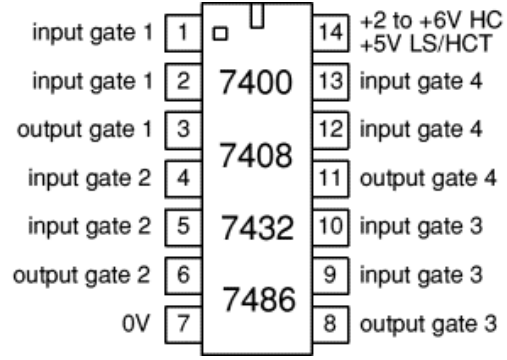 input gate 1 1
input gate 1 2
output gate 1 3
input gate 2 4
input gate 2 5
output gate 2 6
0V 7
7400
7408
7432
7486
14 +2 to +6V HC
+5V LS/HCT
13 input gate 4
12 input gate 4
11 output gate 4
10 input gate 3
9 input gate 3
8 output gate 3